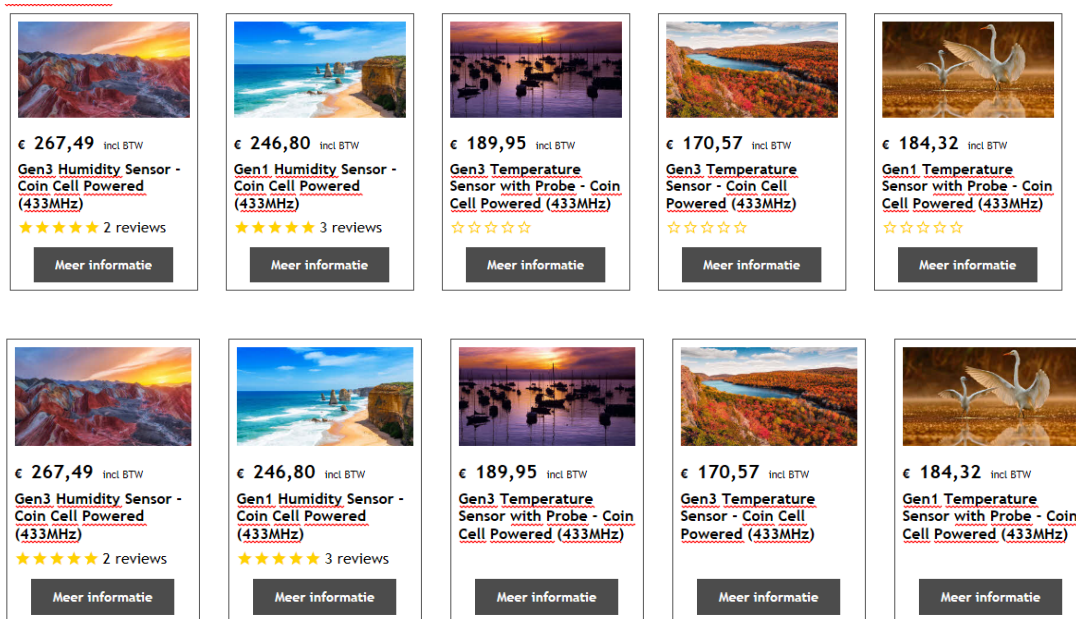 € 267,49 incl BTW
Gen3 Humidity Sensor -
Coin Cell Powered
(433MHz)
2 reviews
Meer informatie
€ 246,80 incl BTW
Gen1 Humidity Sensor -
Coin Cell Powered
(433MHz)
3 reviews
Meer informatie
€ 189,95 incl BTW
Gen3 Temperature
Sensor with Probe - Coin
Cell Powered (433MHz)
Meer informatie
€ 170,57 incl BTW
Gen3 Temperature
Sensor - Coin Cell
Powered (433MHz)
Meer informatie
€ 184,32 incl BTW
Gen1 Temperature
Sensor with Probe - Coin
Cell Powered (433MHz)
Meer informatie
€ 267,49 incl BTW
Gen3 Humidity Sensor -
Coin Cell Powered
(433MHz)
2 reviews
Meer informatie
€ 246,80 incl BTW
Gen1 Humidity Sensor -
Coin Cell Powered
(433MHz)
3 reviews
Meer informatie
€ 189,95 incl BTW
Gen3 Temperature
Sensor with Probe - Coin
Cell Powered (433MHz)
Meer informatie
€ 170,57 incl BTW
Gen3 Temperature
Sensor - Coin Cell
Powered (433MHz)
Meer informatie
€ 184,32 incl BTW
Gen1 Temperature
Sensor with Probe - Coin
Cell Powered (433MHz)
Meer informatie